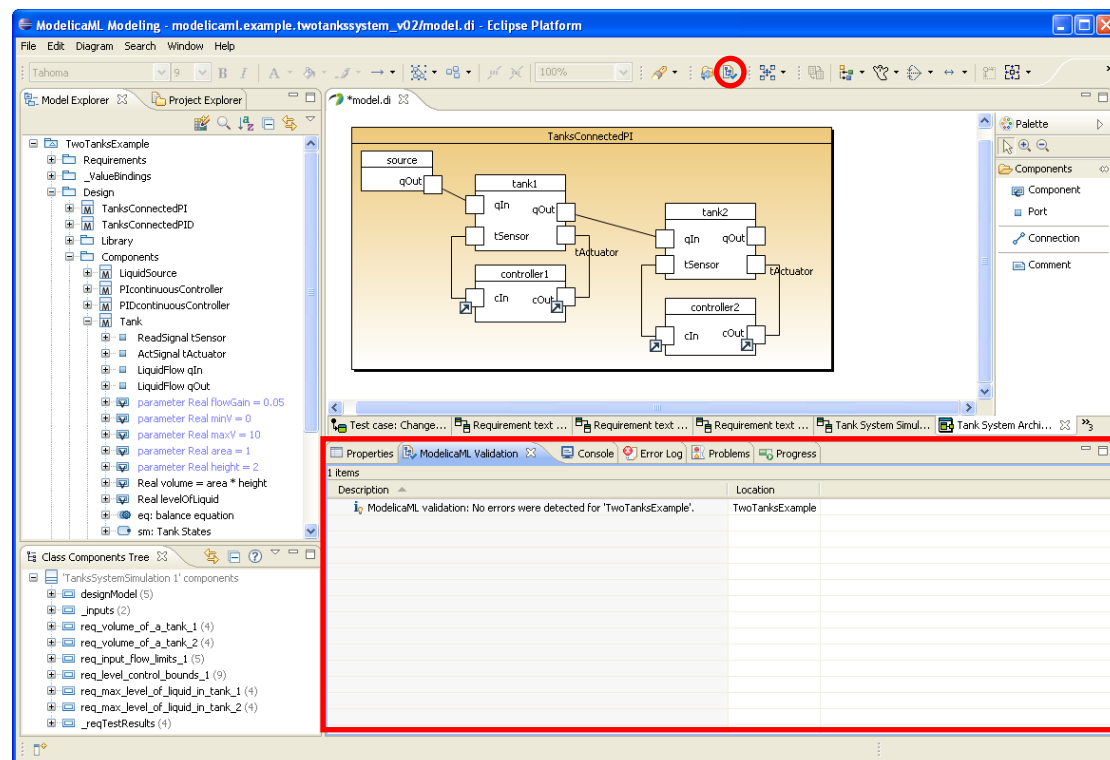 ModelicaML Modeling - modelicaml.example.twotankssystem_v02/model.di - Eclipse Platform
File Edit Diagram Search Window Help
Tahoma 9 B I A 100%
Model Explorer Project Explorer
TwoTanksExample
Requirements
_ValueBindings
Design
M TanksConnectedPI
M TanksConnectedPID
Library
Components
M LiquidSource
M PIcontinuousController
M PIDcontinuousController
M Tank
ReadSignal tSensor
ActSignal tActuator
LiquidFlow qIn
LiquidFlow qOut
parameter Real flowGain = 0.05
parameter Real minV = 0
parameter Real maxV = 10
parameter Real area = 1
parameter Real height = 2
Real volume = area * height
Real levelOfLiquid
eq: balance equation
sm: Tank States
Class Components Tree
'TanksSystemSimulation 1' components
designModel (5)
_inputs (2)
req_volume_of_a_tank_1 (4)
req_volume_of_a_tank_2 (4)
req_input_flow_limits_1 (5)
req_level_control_bounds_1 (9)
req_max_level_of_liquid_in_tank_1 (4)
req_max_level_of_liquid_in_tank_2 (4)
_reqTestResults (4)
*model.di
TanksConnectedPI
source
qOut
tank1
qIn qOut
tSensor
tActuator
controller1
cIn cOut
tank2
qIn qOut
tSensor
tActuator
controller2
cIn cOut
Palette
Components
Component
Port
Connection
Comment
Test case: Change... Requirement text ... Requirement text ... Requirement text ... Tank System Simul... Tank System Archi... 3
Properties ModelicaML Validation Console Error Log Problems Progress
1 items
Description Location
ModelicaML validation: No errors were detected for 'TwoTanksExample'. TwoTanksExample